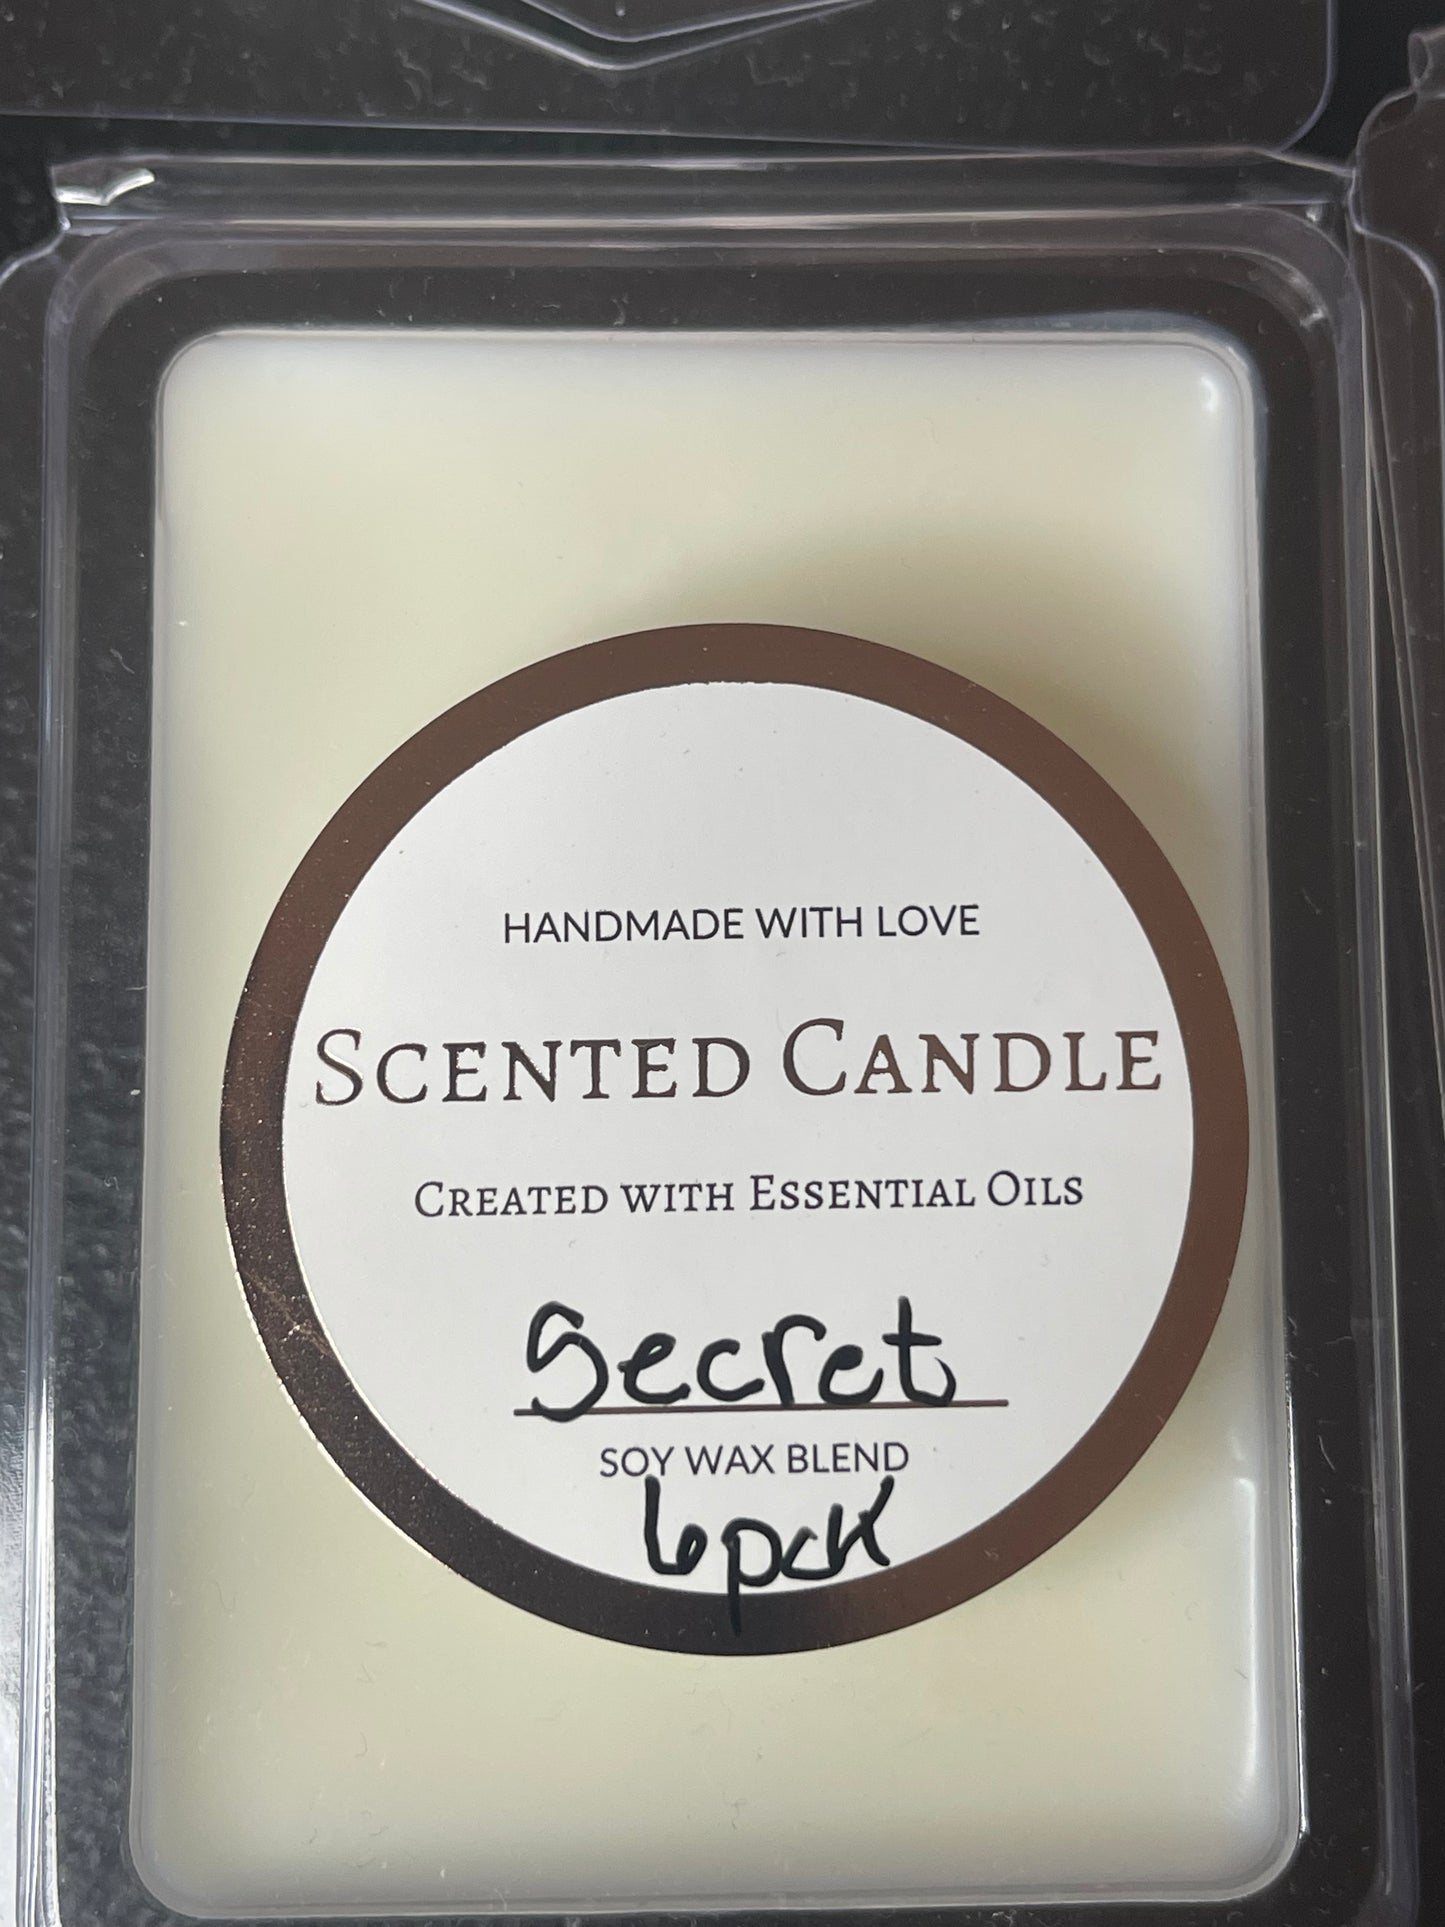 HANDMADE WITH LOVE
SCENTED CANDLE
CREATED WITH ESSENTIAL OILS
Secret
SOY WAX BLEND
6pck